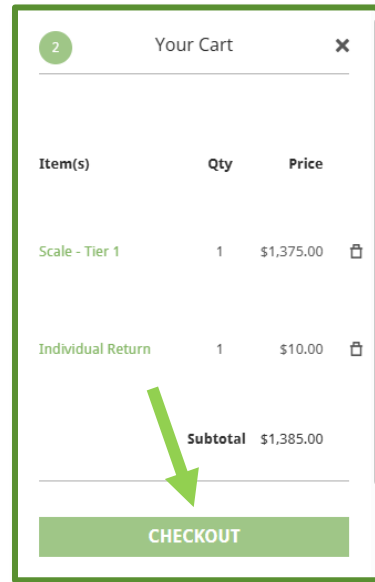 2 Your Cart ×
Item(s) Qty Price
Scale - Tier 1 1 $1,375.00
Individual Return 1 $10.00
Subtotal $1,385.00
CHECKOUT